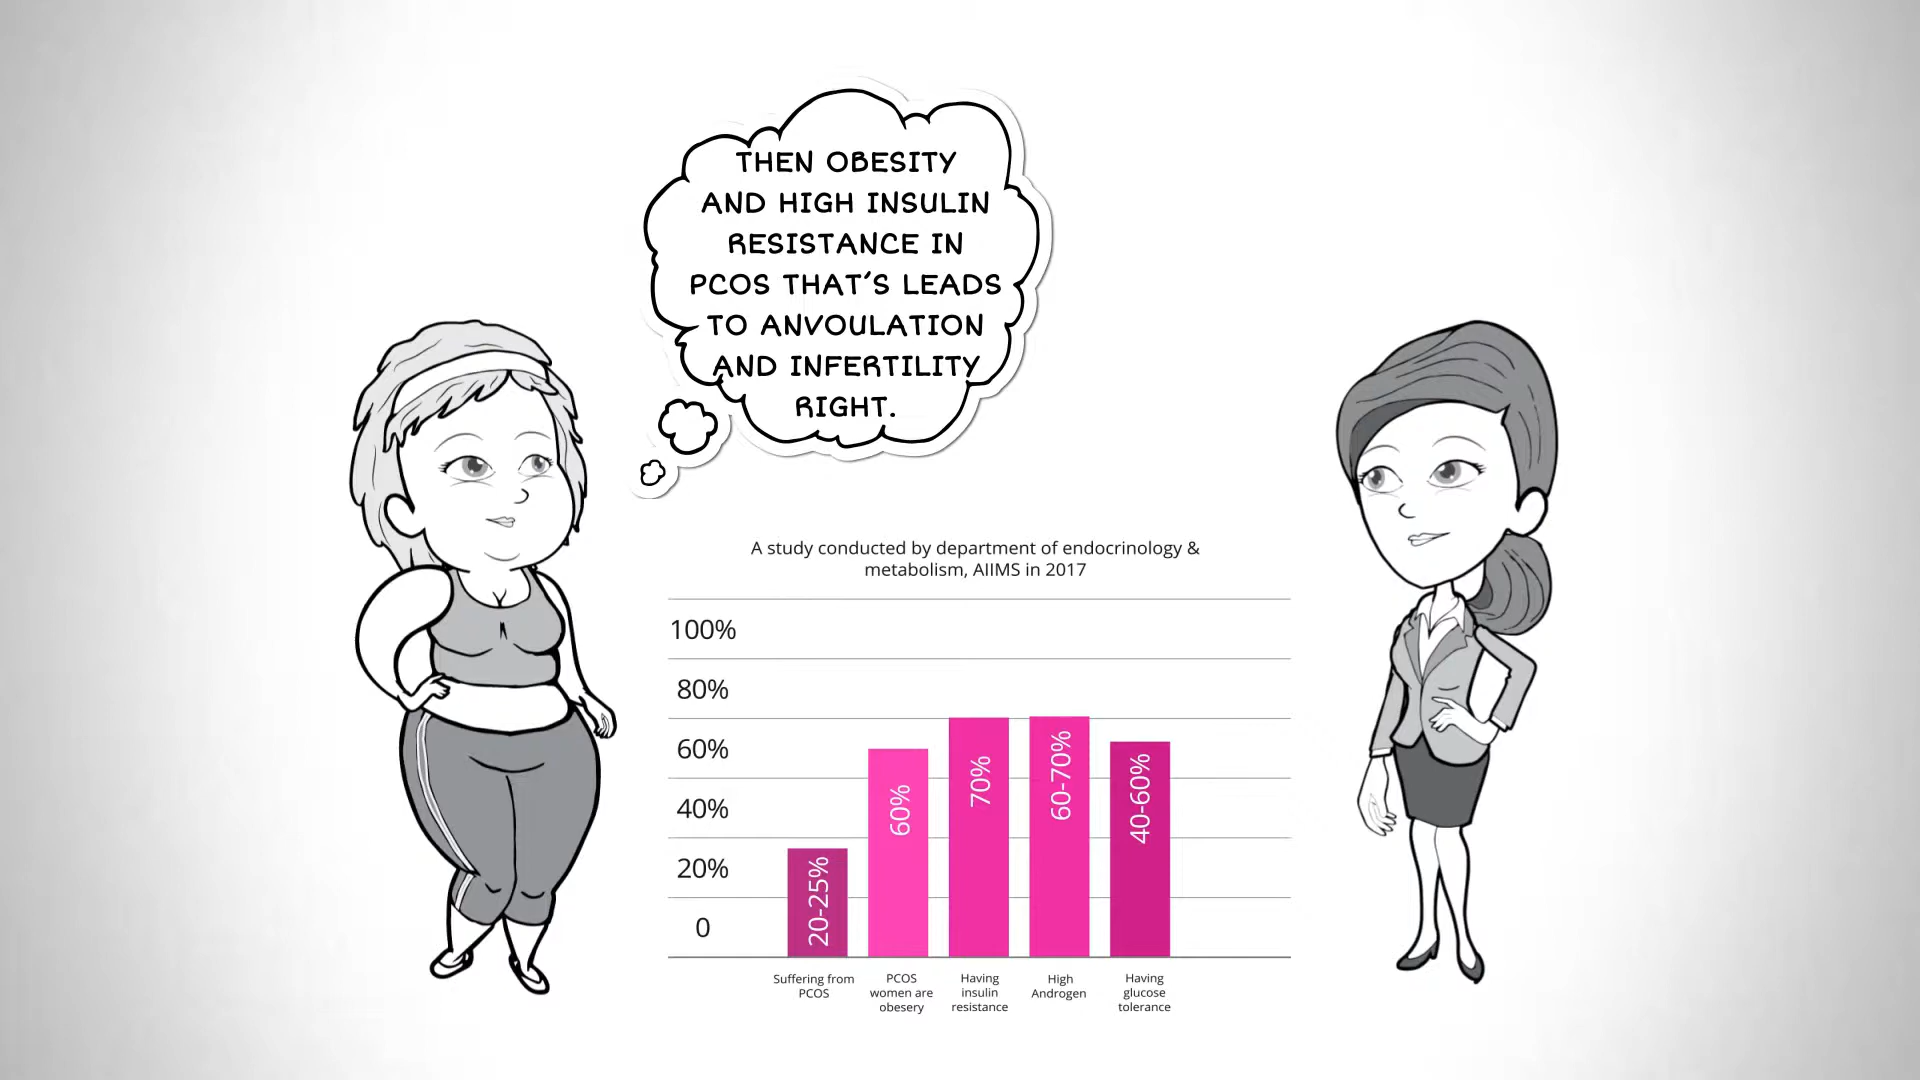 THEN OBESITY
AND HIGH INSULIN
RESISTANCE IN
PCOS THAT'S LEADS
TO ANVOULATION
AND INFERTILITY
RIGHT.
A study conducted by department of endocrinology &
metabolism, AIIMS in 2017
100%
80%
60%
40%
20%
0
20-25%
60%
70%
60-70%
40-60%
Suffering from
PCOS
PCOS
women are
obesery
Having
insulin
resistance
High
Androgen
Having
glucose
tolerance